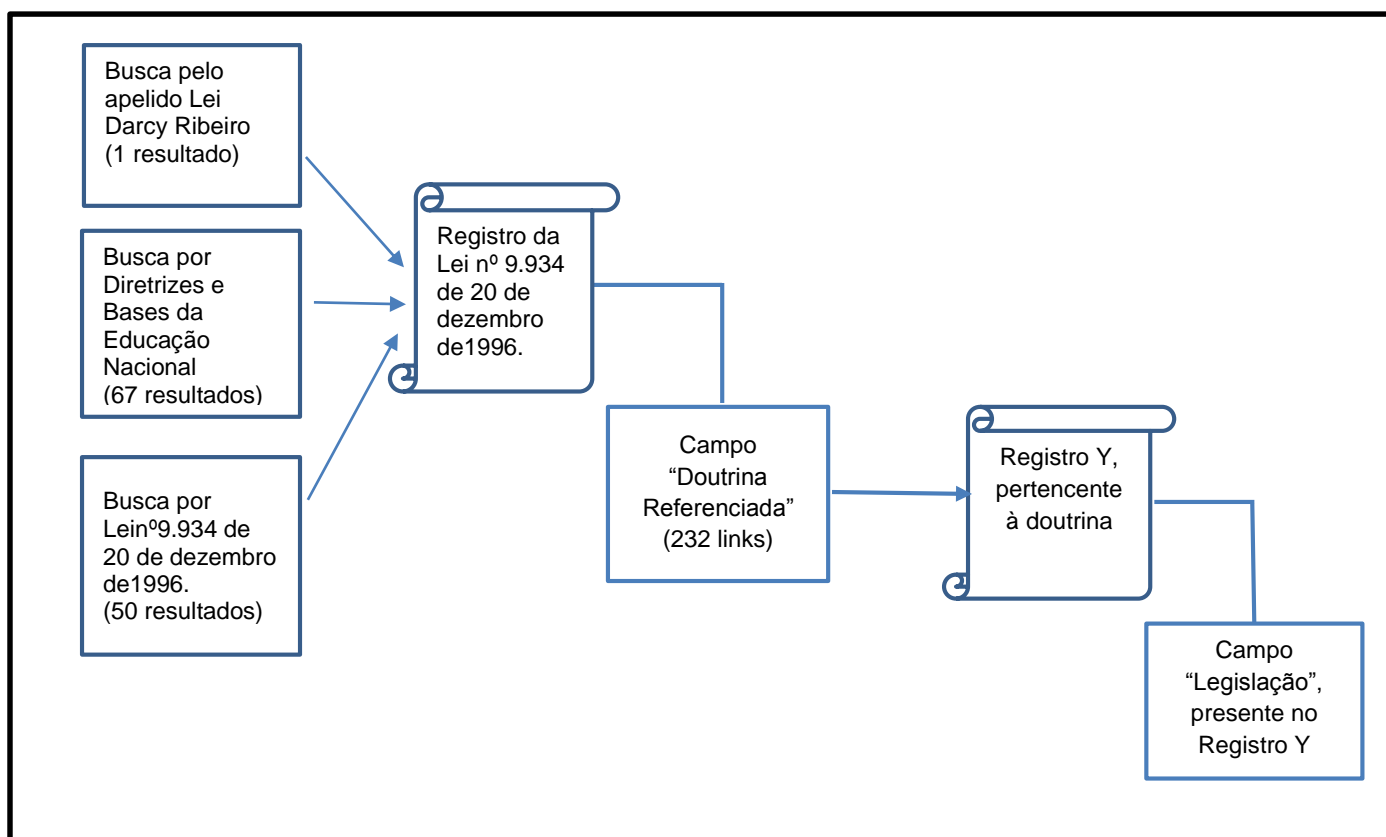 Busca pelo
apelido Lei
Darcy Ribeiro
(1 resultado)
Busca por
Diretrizes e
Bases da
Educação
Nacional
(67 resultados)
Busca por
Leinº9.934 de
20 de dezembro
de1996.
(50 resultados)
Registro da
Lei nº 9.934
de 20 de
dezembro
de1996.
Campo
“Doutrina
Referenciada”
(232 links)
Registro Y,
pertencente
à doutrina
Campo
“Legislação”,
presente no
Registro Y